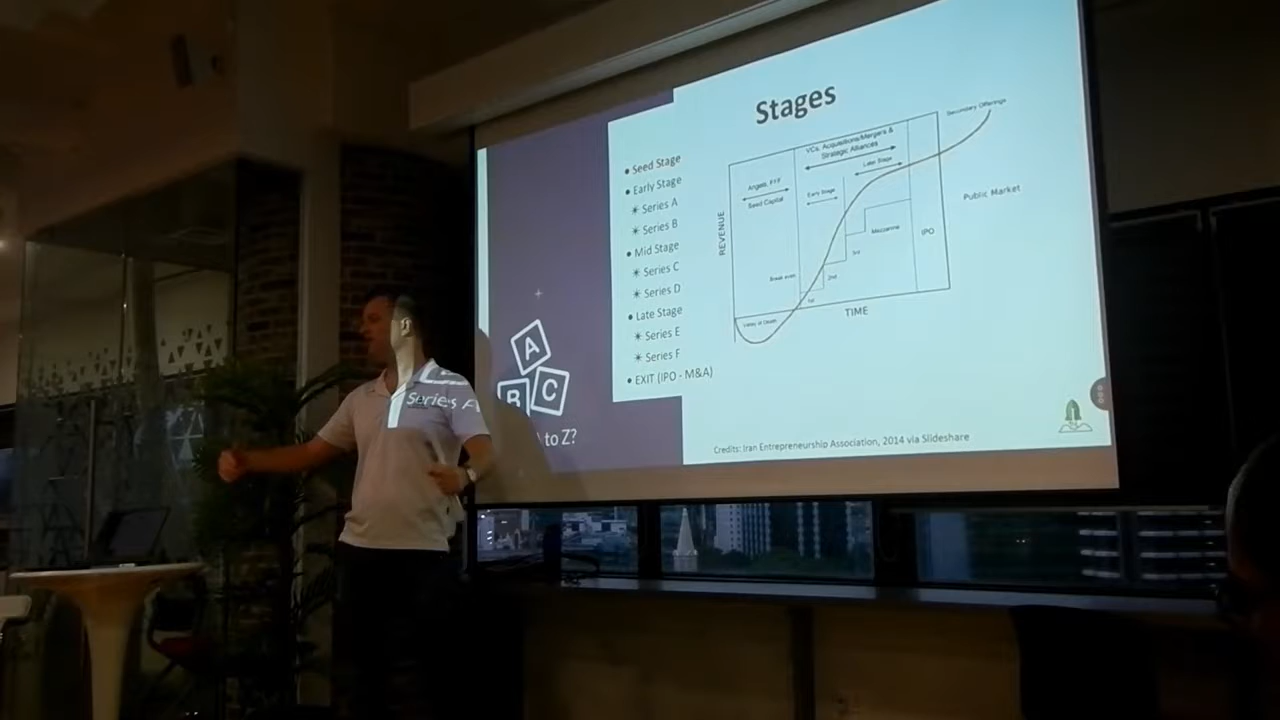 Stages
• Seed Stage
• Early Stage
✴ Series A
✴ Series B
• Mid Stage
✴ Series C
✴ Series D
• Late Stage
✴ Series E
✴ Series F
• EXIT (IPO - M&A)
A
B C
to Z?
Series F
VCs, Acquisitions/Mergers &
Strategic Alliances
Secondary Offerings
Later Stage
Angels, FFF
Seed Capital
Early Stage
Public Market
REVENUE
Mezzanine
IPO
3rd
2nd
Break even
1st
Valley of Death
TIME
Credits: Iran Entrepreneurship Association, 2014 via Slideshare